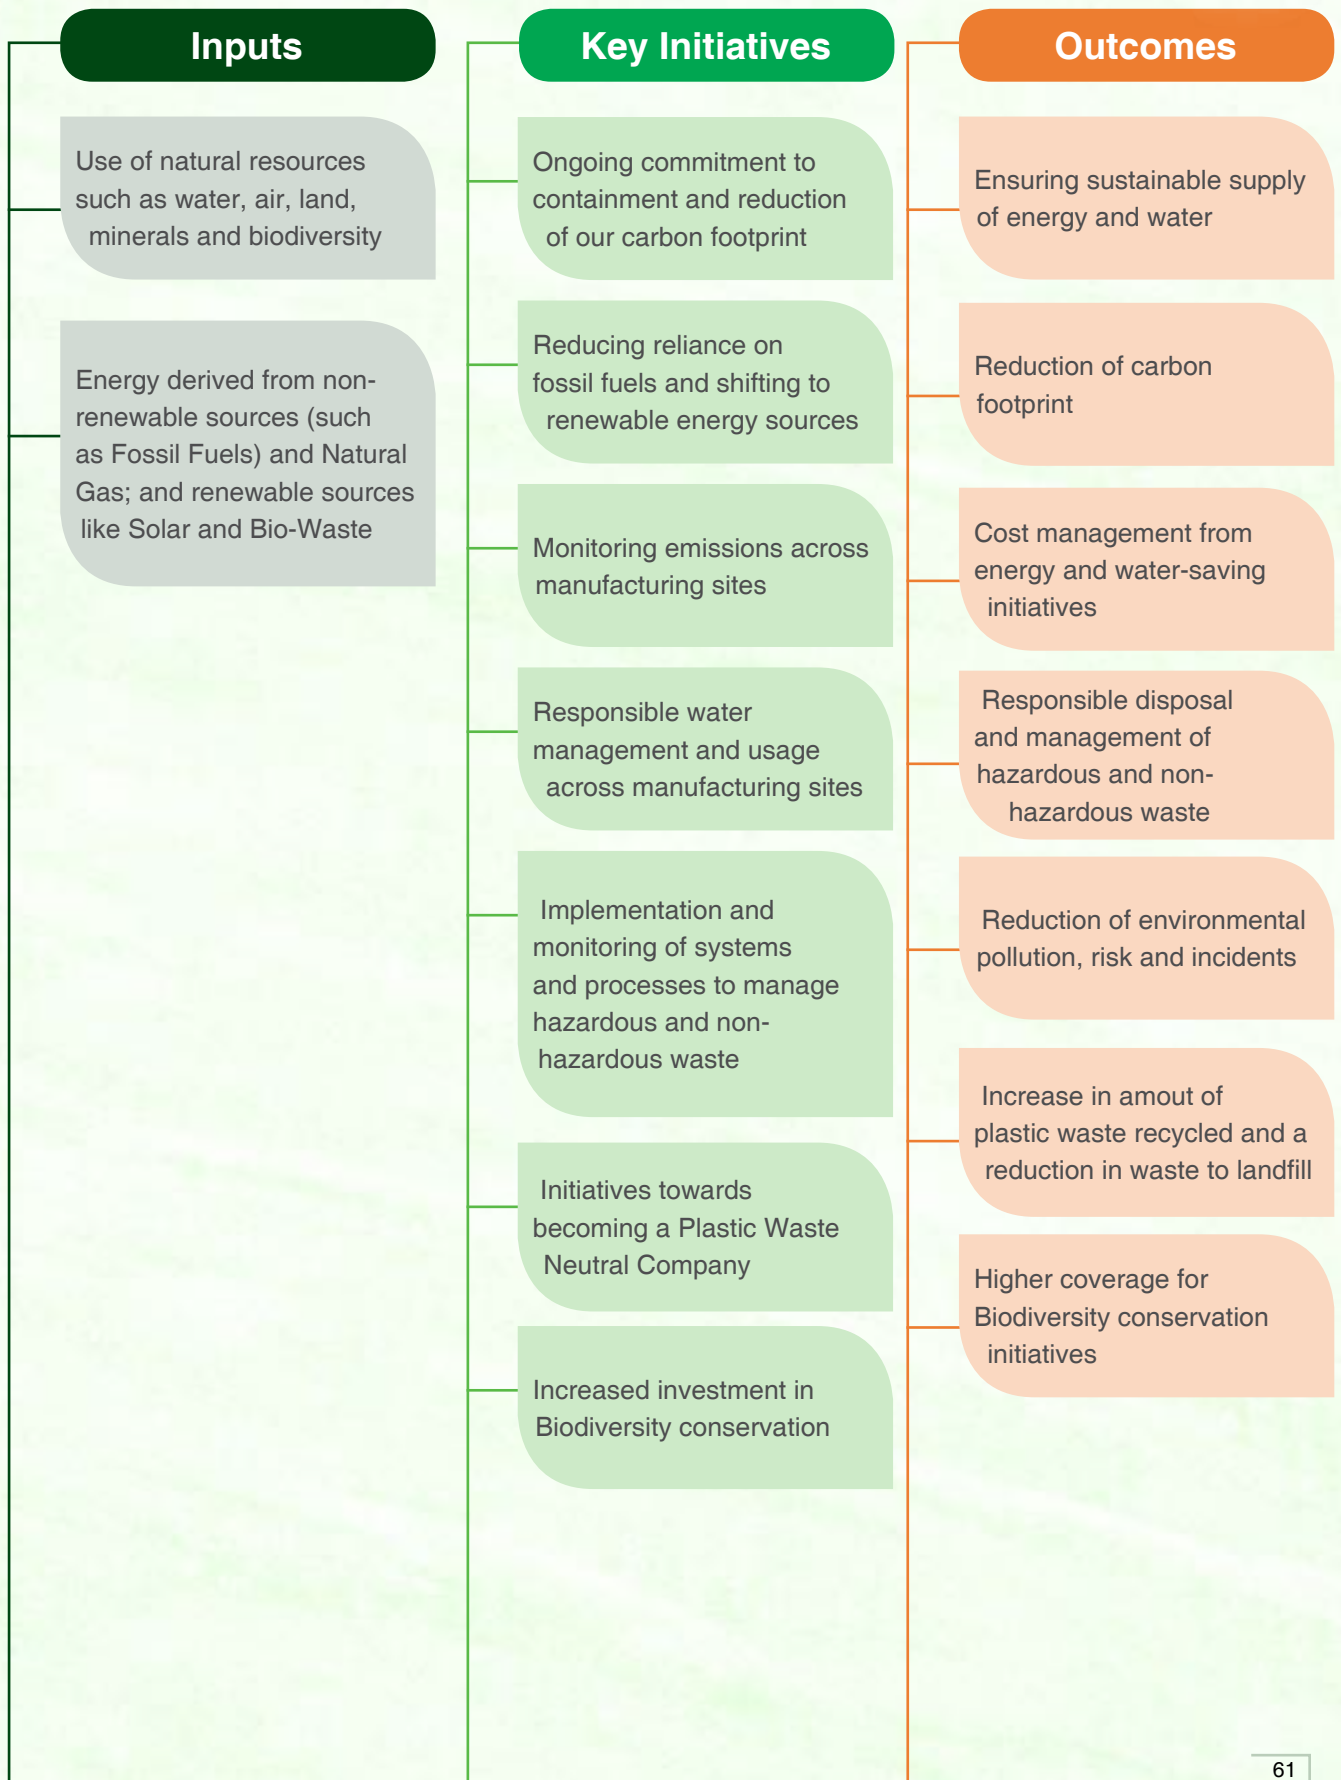 Inputs
Use of natural resources
such as water, air, land,
minerals and biodiversity
Energy derived from non-
renewable sources (such
as Fossil Fuels) and Natural
Gas; and renewable sources
like Solar and Bio-Waste
Key Initiatives
Ongoing commitment to
containment and reduction
of our carbon footprint
Reducing reliance on
fossil fuels and shifting to
renewable energy sources
Monitoring emissions across
manufacturing sites
Responsible water
management and usage
across manufacturing sites
Implementation and
monitoring of systems
and processes to manage
hazardous and non-
hazardous waste
Initiatives towards
becoming a Plastic Waste
Neutral Company
Increased investment in
Biodiversity conservation
Outcomes
Ensuring sustainable supply
of energy and water
Reduction of carbon
footprint
Cost management from
energy and water-saving
initiatives
Responsible disposal
and management of
hazardous and non-
hazardous waste
Reduction of environmental
pollution, risk and incidents
Increase in amout of
plastic waste recycled and a
reduction in waste to landfill
Higher coverage for
Biodiversity conservation
initiatives
61